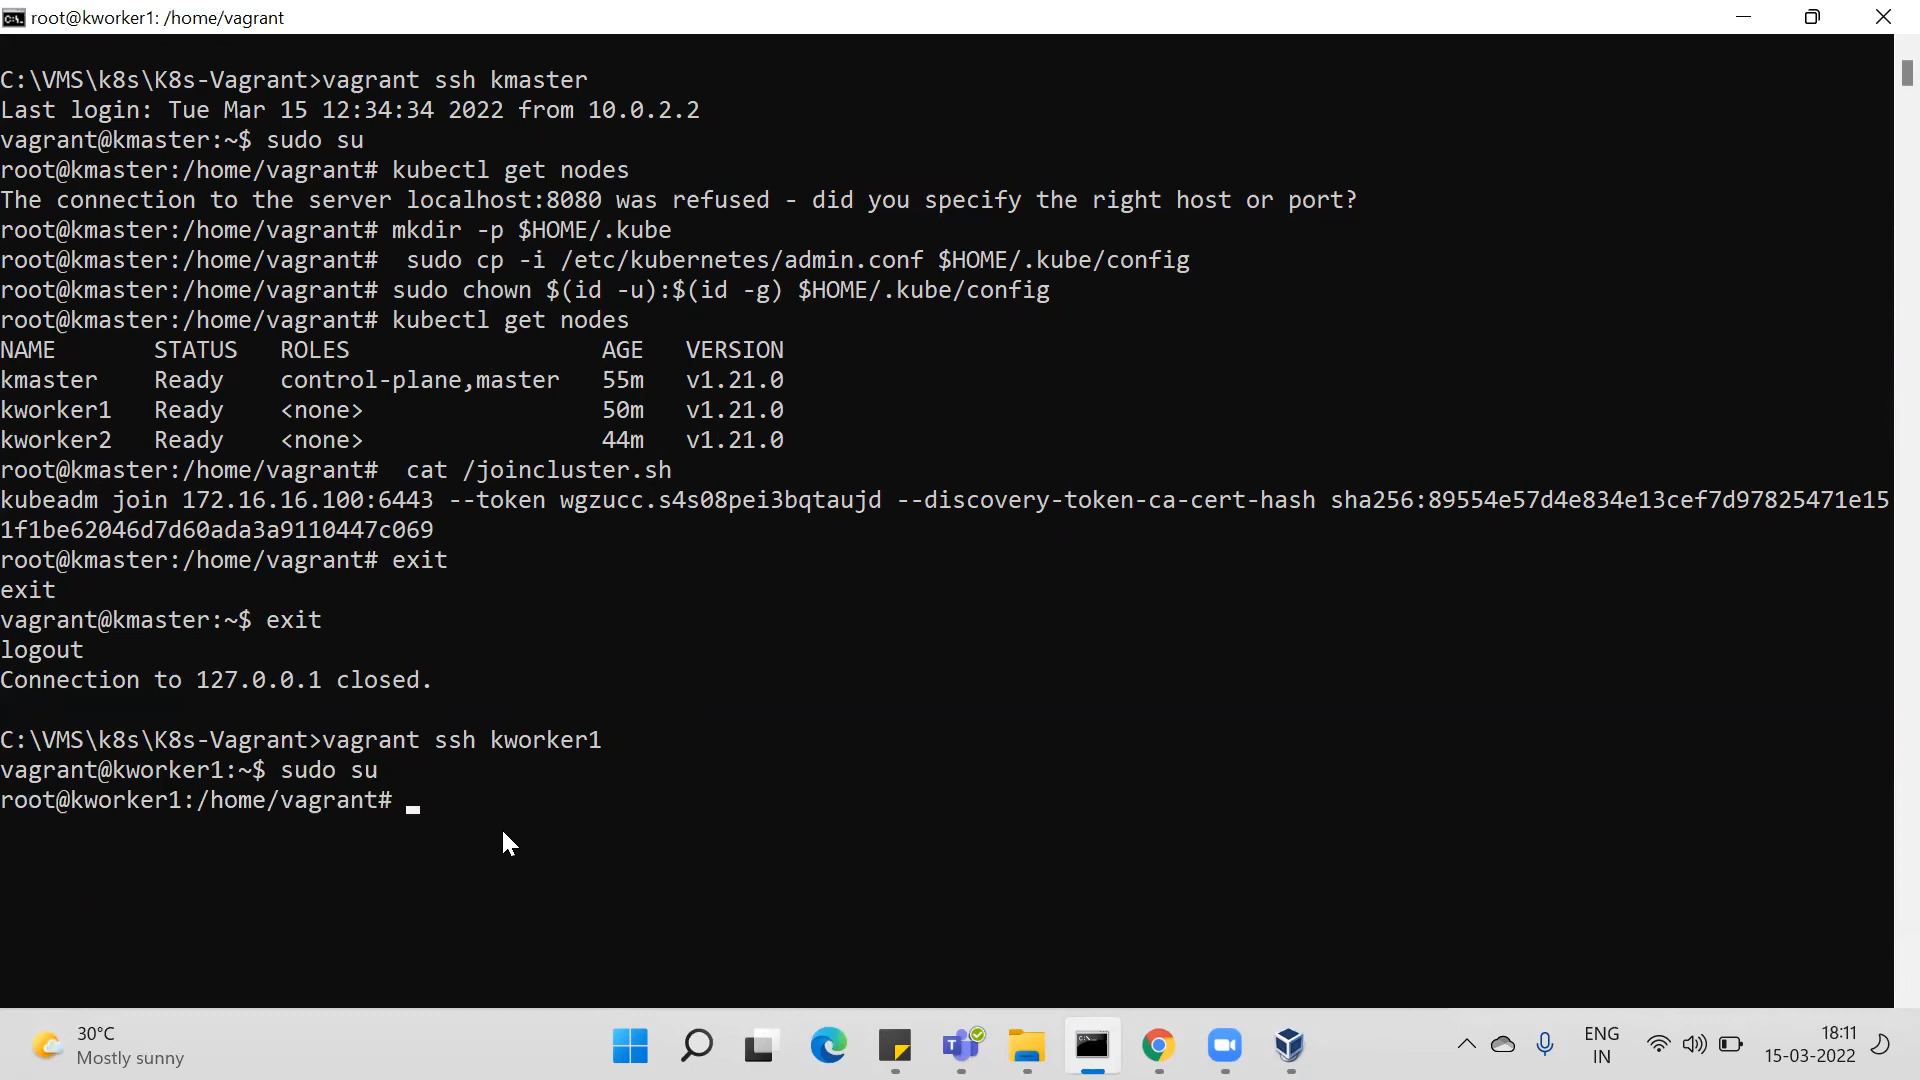 root@kworker1: /home/vagrant
C:\VMS\k8s\K8s-Vagrant>vagrant ssh kmaster
Last login: Tue Mar 15 12:34:34 2022 from 10.0.2.2
vagrant@kmaster:~$ sudo su
root@kmaster:/home/vagrant# kubectl get nodes
The connection to the server localhost:8080 was refused - did you specify the right host or port?
root@kmaster:/home/vagrant# mkdir -p $HOME/.kube
root@kmaster:/home/vagrant#  sudo cp -i /etc/kubernetes/admin.conf $HOME/.kube/config
root@kmaster:/home/vagrant# sudo chown $(id -u):$(id -g) $HOME/.kube/config
root@kmaster:/home/vagrant# kubectl get nodes
NAME       STATUS   ROLES                  AGE   VERSION
kmaster    Ready    control-plane,master   55m   v1.21.0
kworker1   Ready    <none>                 50m   v1.21.0
kworker2   Ready    <none>                 44m   v1.21.0
root@kmaster:/home/vagrant#  cat /joincluster.sh
kubeadm join 172.16.16.100:6443 --token wgzucc.s4s08pei3bqtaujd --discovery-token-ca-cert-hash sha256:89554e57d4e834e13cef7d97825471e15
1f1be62046d7d60ada3a9110447c069
root@kmaster:/home/vagrant# exit
exit
vagrant@kmaster:~$ exit
logout
Connection to 127.0.0.1 closed.
C:\VMS\k8s\K8s-Vagrant>vagrant ssh kworker1
vagrant@kworker1:~$ sudo su
root@kworker1:/home/vagrant#
30°C
Mostly sunny
ENG
IN
18:11
15-03-2022